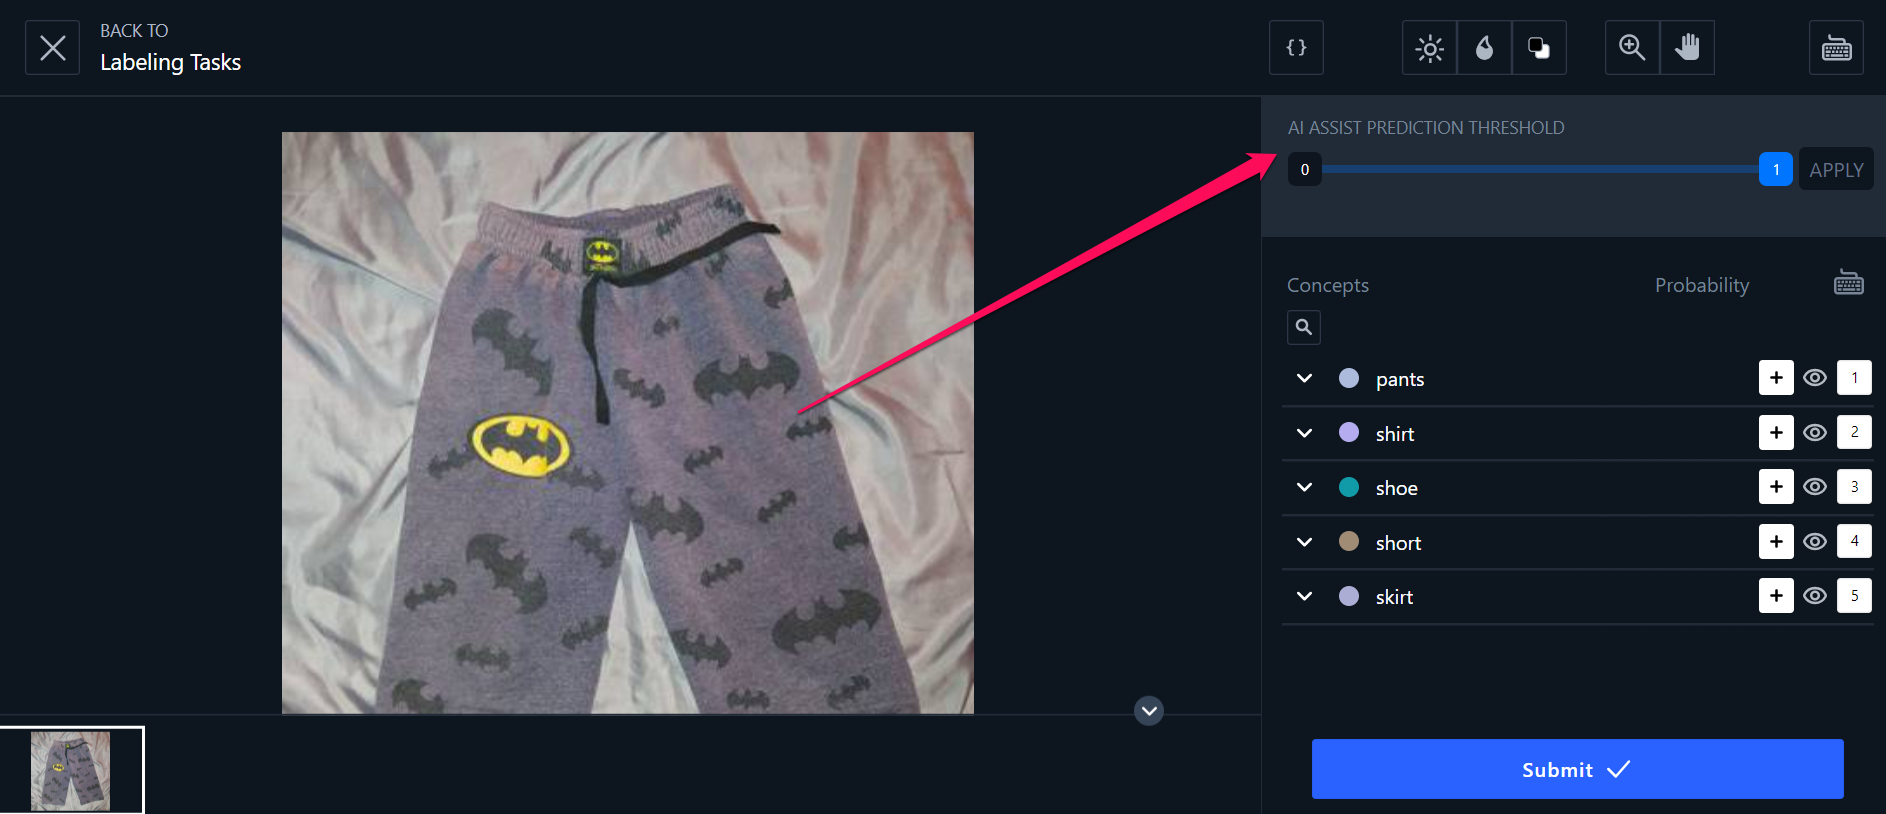 BACK TO
Labeling Tasks
{}
AI ASSIST PREDICTION THRESHOLD
0 1 APPLY
Concepts Probability
pants + 1
shirt + 2
shoe + 3
short + 4
skirt + 5
Submit